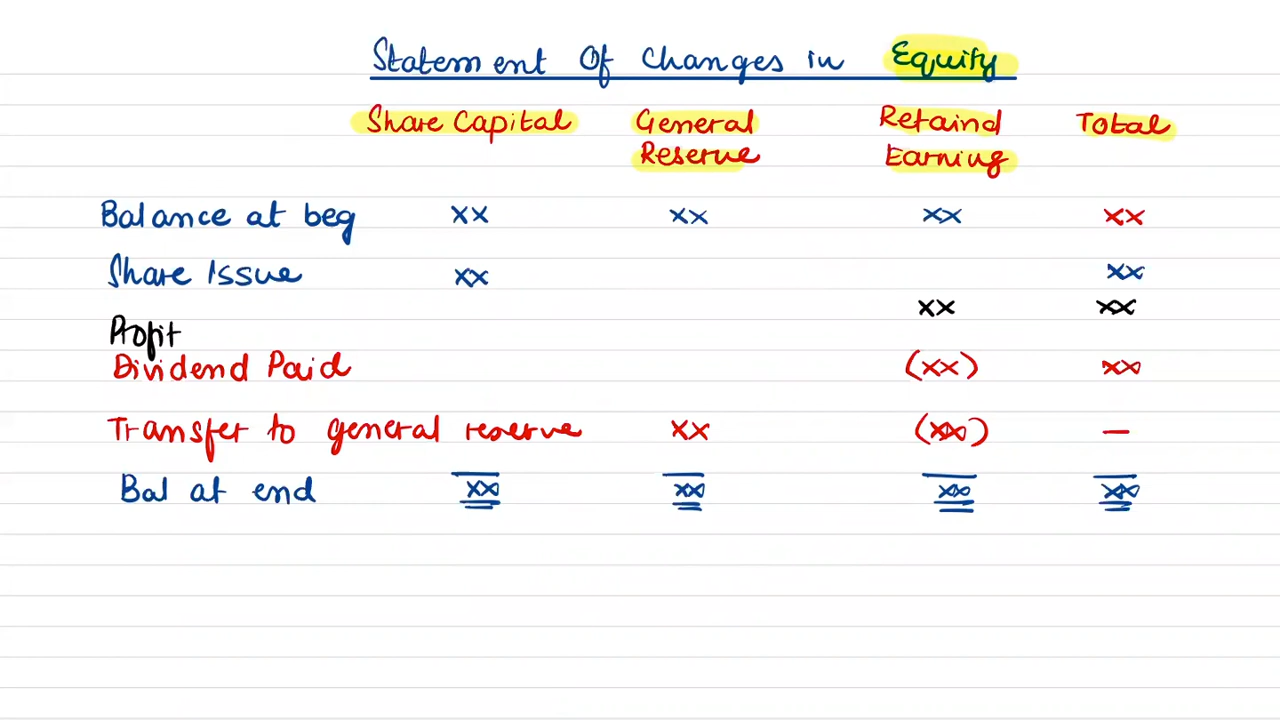 Statement Of Changes in Equity
Share Capital General Reserve Retaind Earning Total
Balance at beg xx xx xx xx
Share Issue xx xx
Profit xx xx
Dividend Paid (xx) xx
Transfer to general reserve xx (xx) –
Bal at end xx xx xx xx